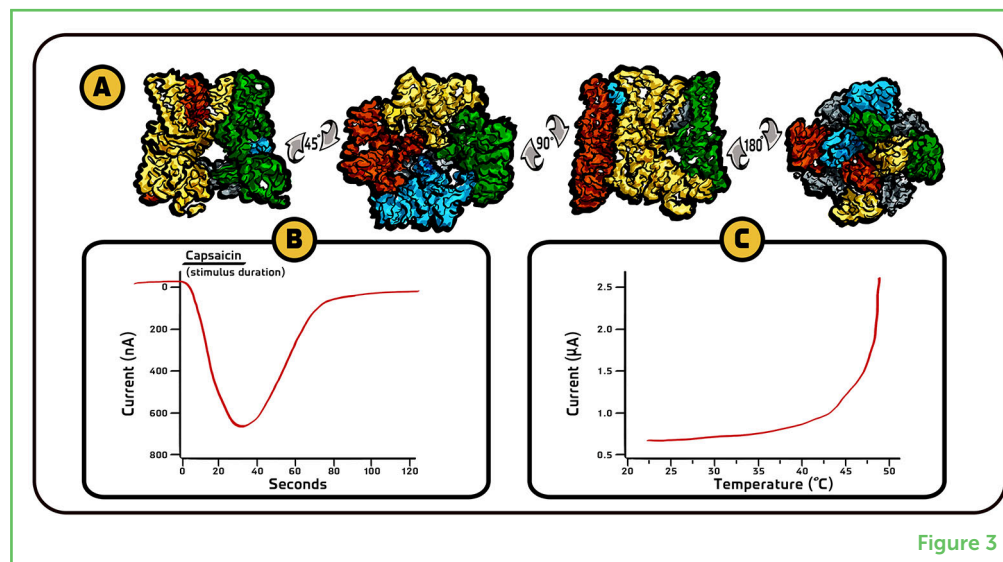 A
45°
90°
180°
B
Capsaicin
(stimulus duration)
Current (nA)
0
200
400
600
800
0 20 40 60 80 100 120
Seconds
C
Current (µA)
2.5
2.0
1.5
1.0
0.5
20 25 30 35 40 45 50
Temperature (°C)
Figure 3